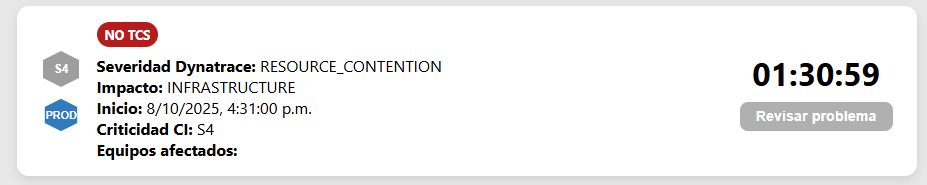 NO TCS
S4
PROD
Severidad Dynatrace: RESOURCE_CONTENTION
Impacto: INFRASTRUCTURE
Inicio: 8/10/2025, 4:31:00 p.m.
Criticidad CI: S4
Equipos afectados:
01:30:59
Revisar problema